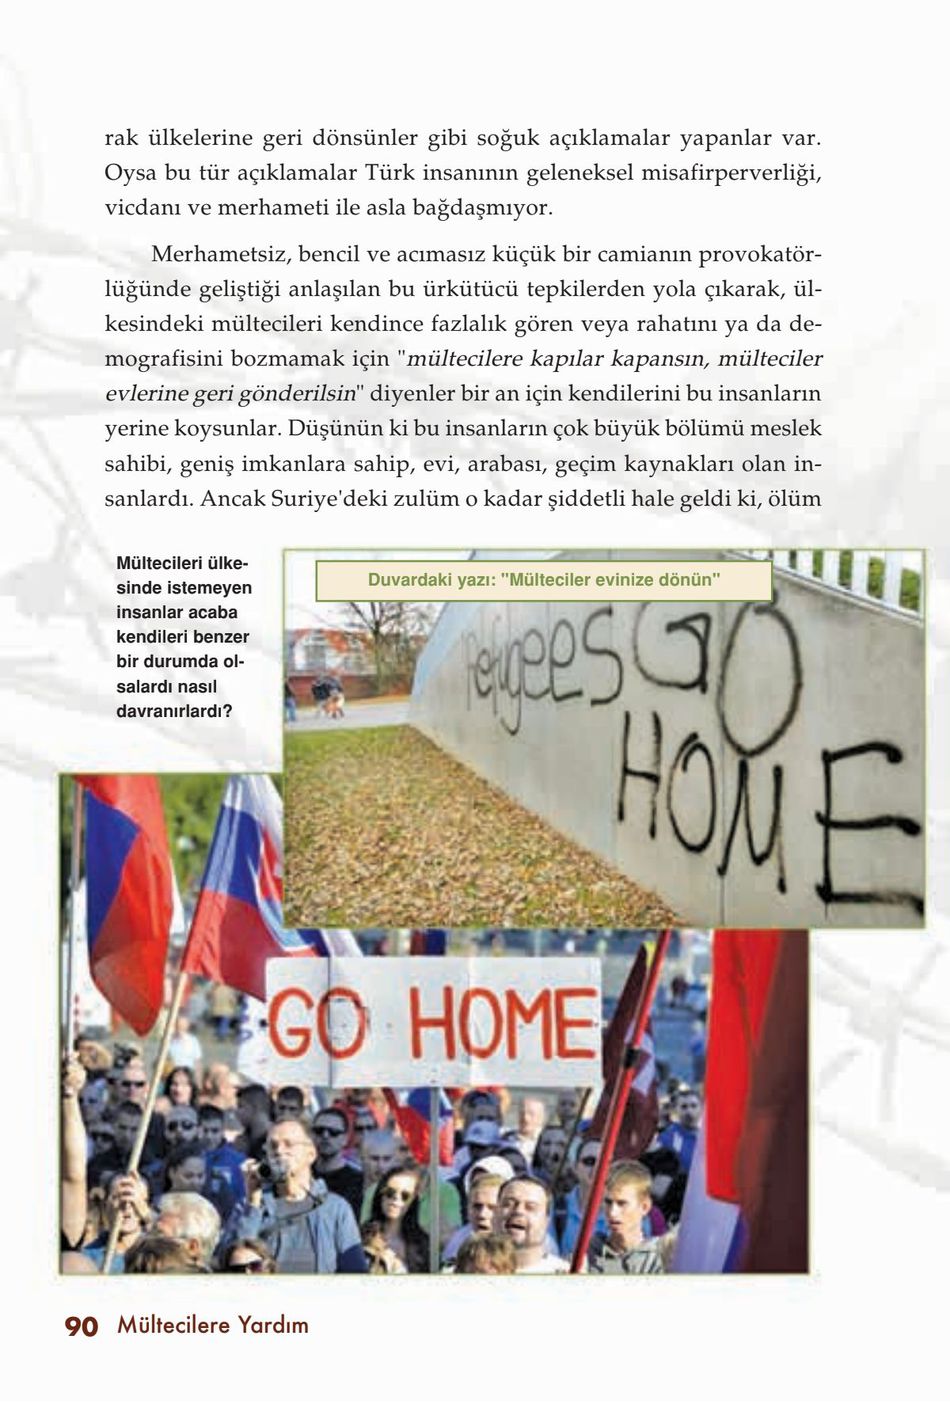 rak ülkelerine geri dönsünler gibi soğuk açıklamalar yapanlar var.
Oysa bu tür açıklamalar Türk insanının geleneksel misafirperverliği,
vicdanı ve merhameti ile asla bağdaşmıyor.
Merhametsiz, bencil ve acımasız küçük bir camianın provokatör-
lüğünde geliştiği anlaşılan bu ürkütücü tepkilerden yola çıkarak, ül-
kesindeki mültecileri kendince fazlalık gören veya rahatını ya da de-
mografisini bozmamak için "mültecilere kapılar kapansın, mülteciler
evlerine geri gönderilsin" diyenler bir an için kendilerini bu insanların
yerine koysunlar. Düşünün ki bu insanların çok büyük bölümü meslek
sahibi, geniş imkanlara sahip, evi, arabası, geçim kaynakları olan in-
sanlardı. Ancak Suriye'deki zulüm o kadar şiddetli hale geldi ki, ölüm
Mültecileri ülke-
sinde istemeyen
insanlar acaba
kendileri benzer
bir durumda ol-
salardı nasıl
davranırlardı?
Duvardaki yazı: "Mülteciler evinize dönün"
refugees GO
HOME
GO HOME
90 Mültecilere Yardım